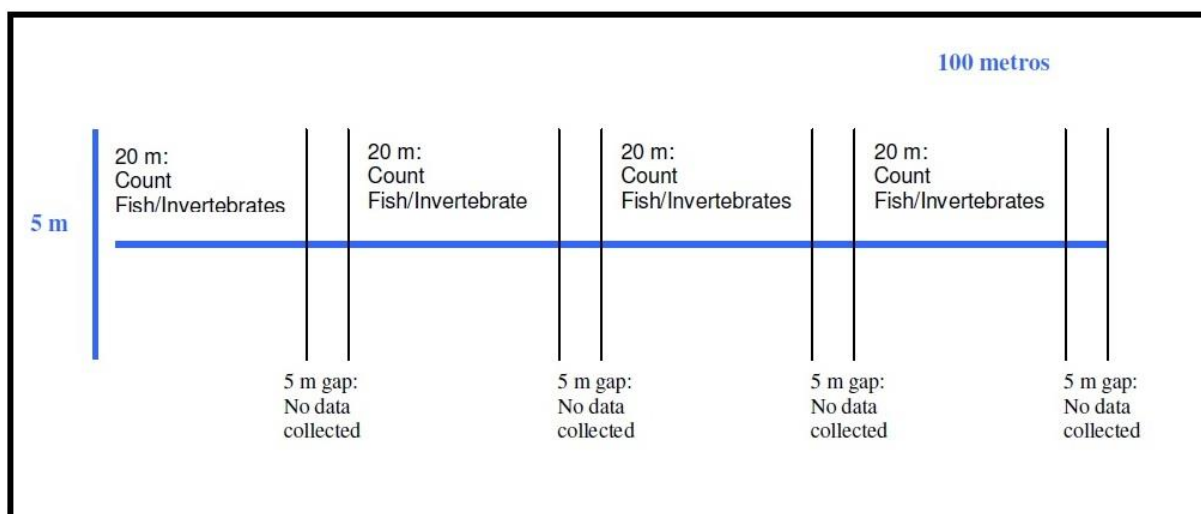 100 metros
20 m:
Count
Fish/Invertebrates
20 m:
Count
Fish/Invertebrate
20 m:
Count
Fish/Invertebrates
20 m:
Count
Fish/Invertebrates
5 m
5 m gap:
No data
collected
5 m gap:
No data
collected
5 m gap:
No data
collected
5 m gap:
No data
collected